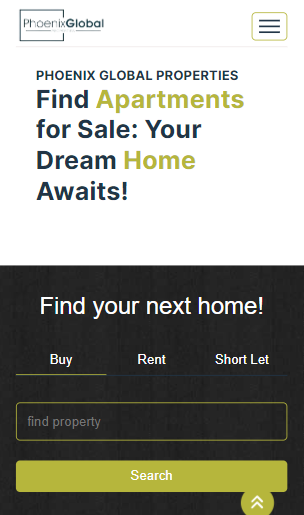 PhoenixGlobal
PHOENIX GLOBAL PROPERTIES
Find Apartments
for Sale: Your
Dream Home
Awaits!
Find your next home!
Buy Rent Short Let
find property
Search